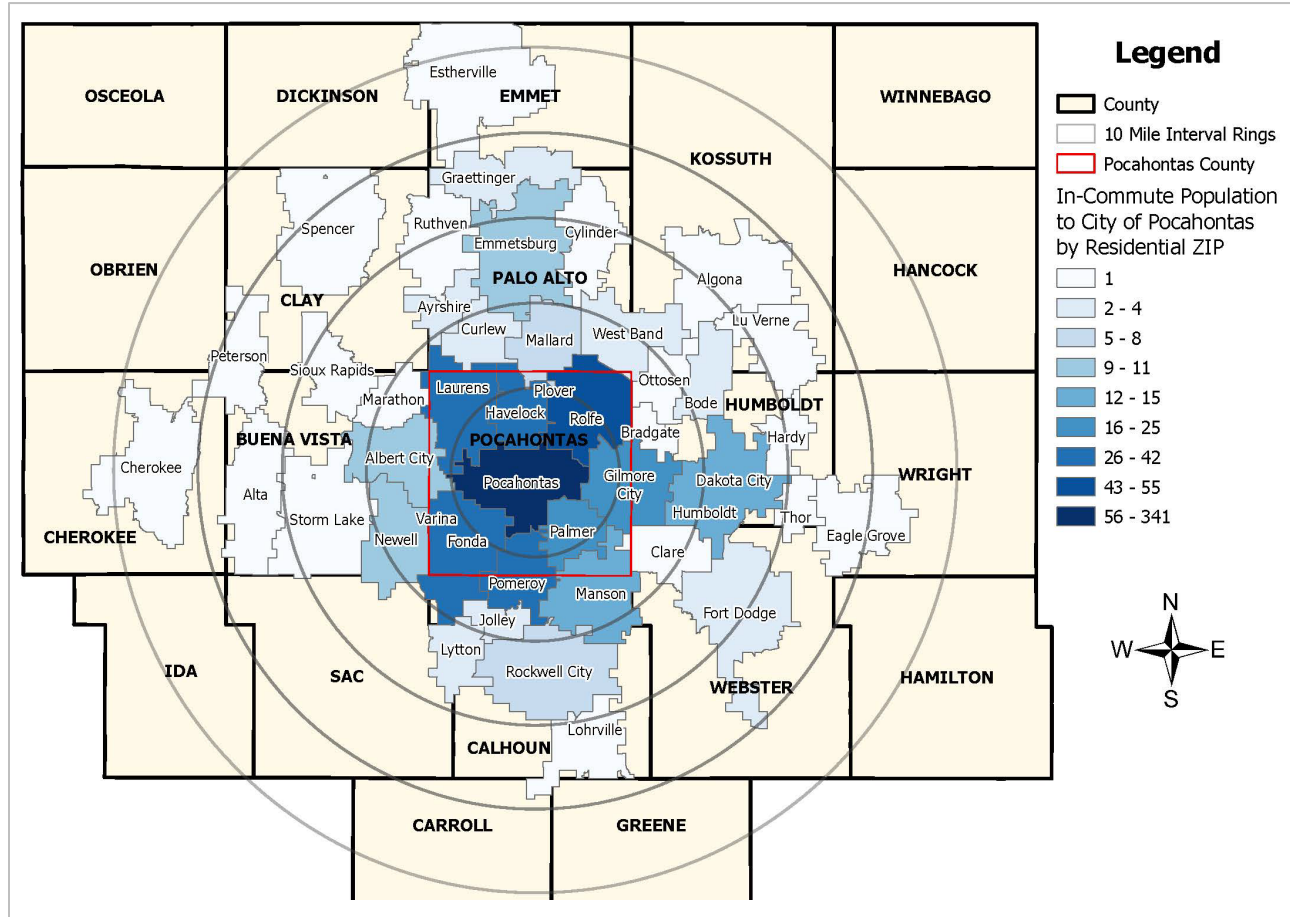 Estherville
OSCEOLA
DICKINSON
EMMET
WINNEBAGO
KOSSUTH
Graettinger
Ruthven
Spencer
Cylinder
Emmetsburg
OBRIEN
PALO ALTO
Algona
HANCOCK
CLAY
Ayrshire
Curlew
Mallard
West Band
Lu Verne
Peterson
Sioux Rapids
Marathon
Laurens
Plover
Ottosen
Bode
HUMBOLDT
Havelock
Rolfe
Bradgate
Hardy
BUENA VISTA
POCAHONTAS
Albert City
Cherokee
Pocahontas
Gilmore
City
Dakota City
WRIGHT
Alta
Storm Lake
Varina
Humboldt
Thor
CHEROKEE
Newell
Fonda
Palmer
Clare
Eagle Grove
Pomeroy
Manson
Jolley
Fort Dodge
Lytton
Rockwell City
IDA
SAC
WEBSTER
HAMILTON
Lohrville
CALHOUN
CARROLL
GREENE
Legend
County
10 Mile Interval Rings
Pocahontas County
In-Commute Population
to City of Pocahontas
by Residential ZIP
1
2 - 4
5 - 8
9 - 11
12 - 15
16 - 25
26 - 42
43 - 55
56 - 341
N
W
E
S